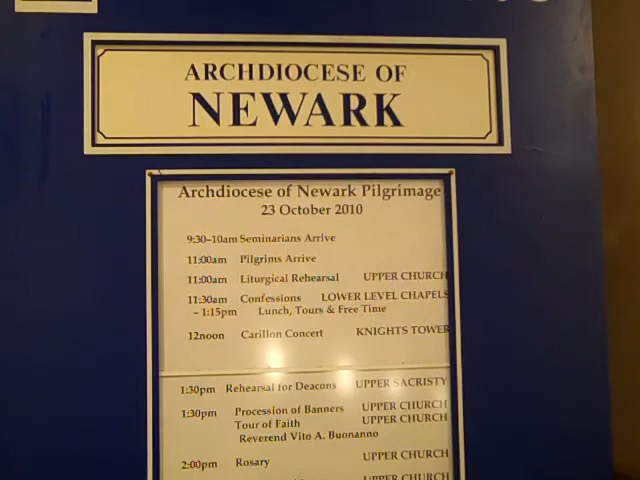 ARCHDIOCESE OF
NEWARK
Archdiocese of Newark Pilgrimage
23 October 2010
9:30-10am Seminarians Arrive
11:00am Pilgrims Arrive
11:00am Liturgical Rehearsal UPPER CHURCH
11:30am Confessions LOWER LEVEL CHAPELS
- 1:15pm Lunch, Tours & Free Time
12noon Carillon Concert KNIGHTS TOWER
1:30pm Rehearsal for Deacons UPPER SACRISTY
1:30pm Procession of Banners UPPER CHURCH
Tour of Faith UPPER CHURCH
Reverend Vito A. Buonanno
2:00pm Rosary UPPER CHURCH
UPPER CHURCH